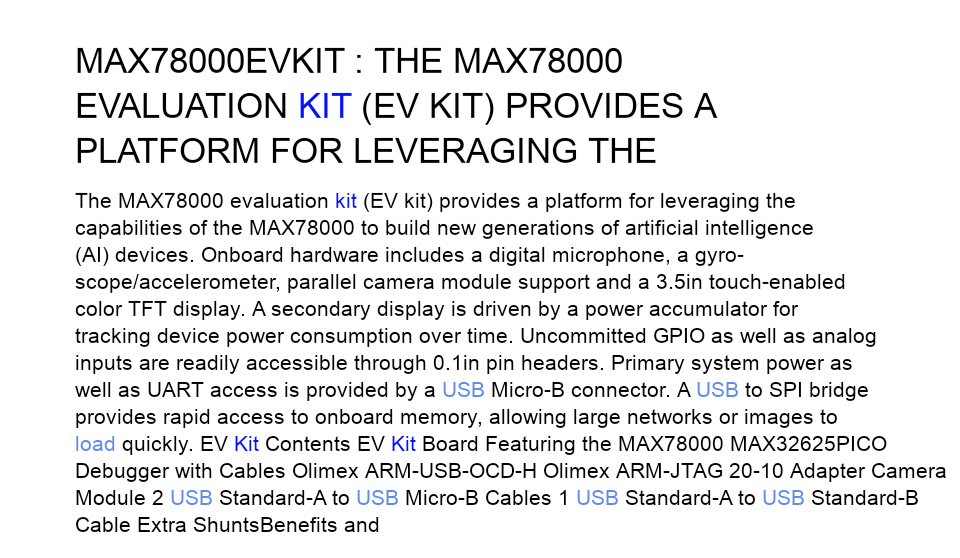 MAX78000EVKIT : THE MAX78000
EVALUATION KIT (EV KIT) PROVIDES A
PLATFORM FOR LEVERAGING THE
The MAX78000 evaluation kit (EV kit) provides a platform for leveraging the
capabilities of the MAX78000 to build new generations of artificial intelligence
(AI) devices. Onboard hardware includes a digital microphone, a gyro-
scope/accelerometer, parallel camera module support and a 3.5in touch-enabled
color TFT display. A secondary display is driven by a power accumulator for
tracking device power consumption over time. Uncommitted GPIO as well as analog
inputs are readily accessible through 0.1in pin headers. Primary system power as
well as UART access is provided by a USB Micro-B connector. A USB to SPI bridge
provides rapid access to onboard memory, allowing large networks or images to
load quickly. EV Kit Contents EV Kit Board Featuring the MAX78000 MAX32625PICO
Debugger with Cables Olimex ARM-USB-OCD-H Olimex ARM-JTAG 20-10 Adapter Camera
Module 2 USB Standard-A to USB Micro-B Cables 1 USB Standard-A to USB Standard-B
Cable Extra ShuntsBenefits and